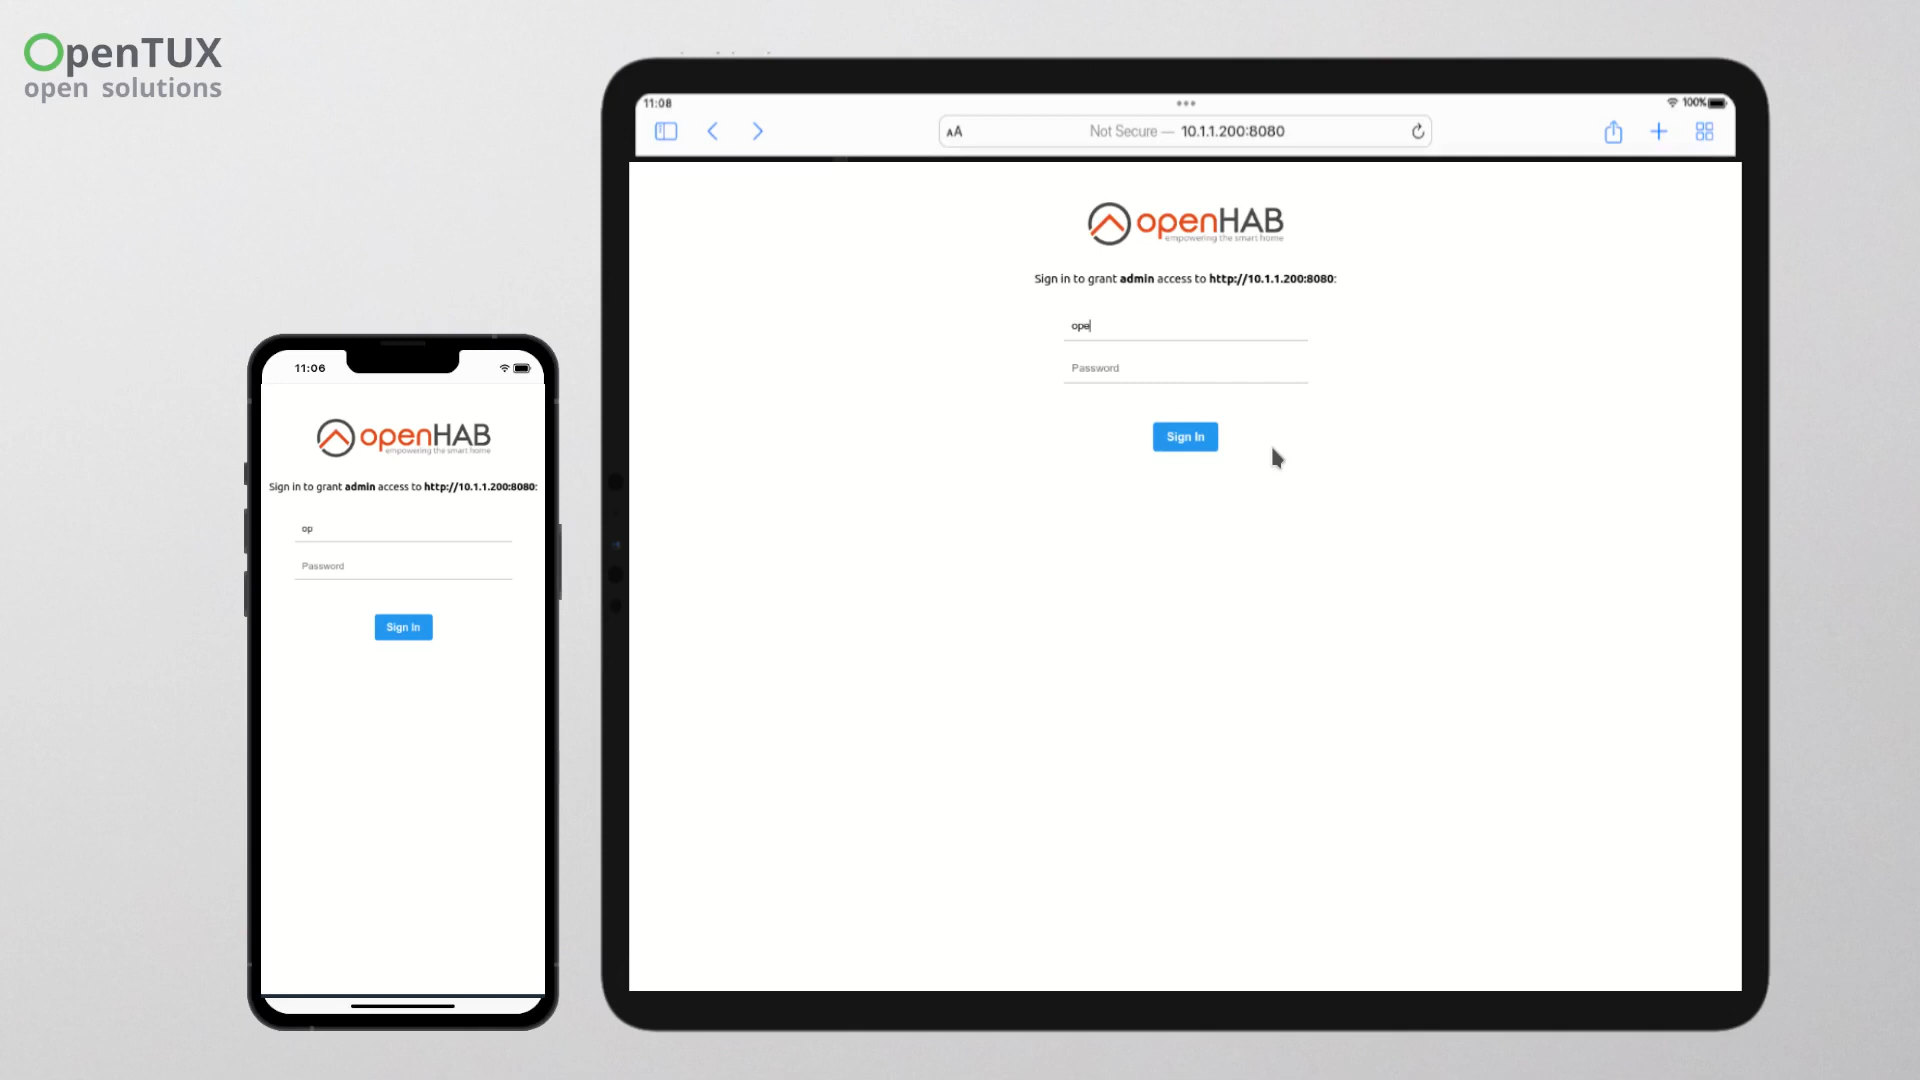 OpenTUX
open solutions
11:06
openHAB
empowering the smart home
Sign in to grant admin access to http://10.1.1.200:8080:
op
Password
Sign In
11:08
100%
AA
Not Secure — 10.1.1.200:8080
openHAB
empowering the smart home
Sign in to grant admin access to http://10.1.1.200:8080:
ope
Password
Sign In